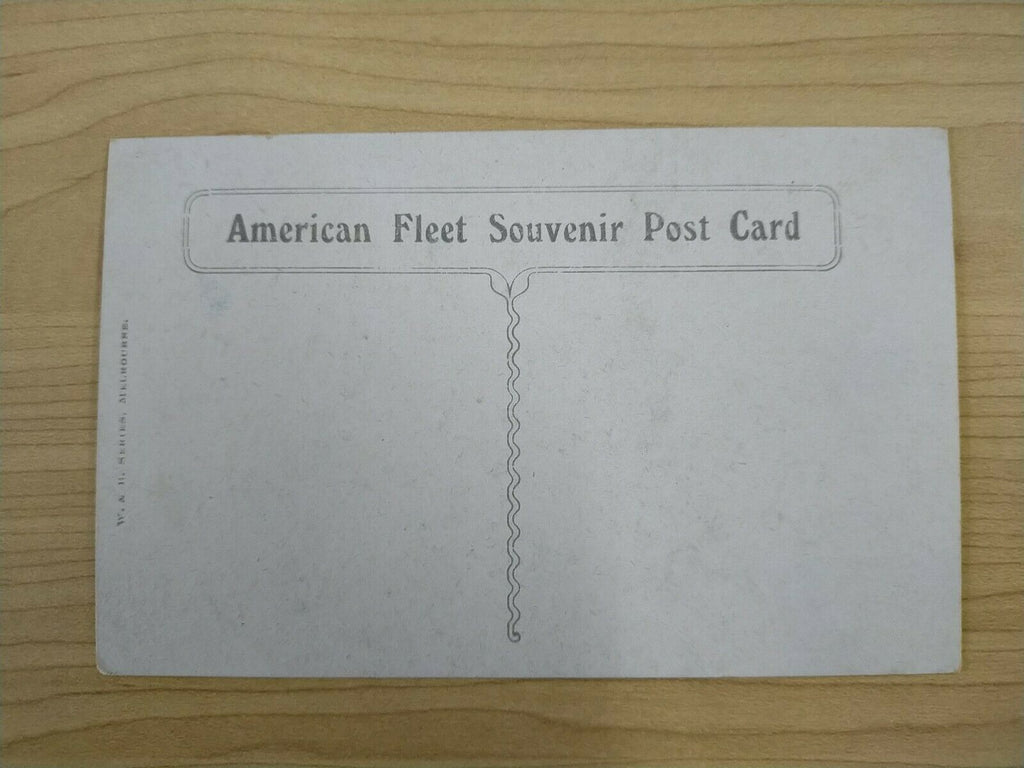 American Fleet Souvenir Post Card
W. & B. SERIES, MELBOURNE.